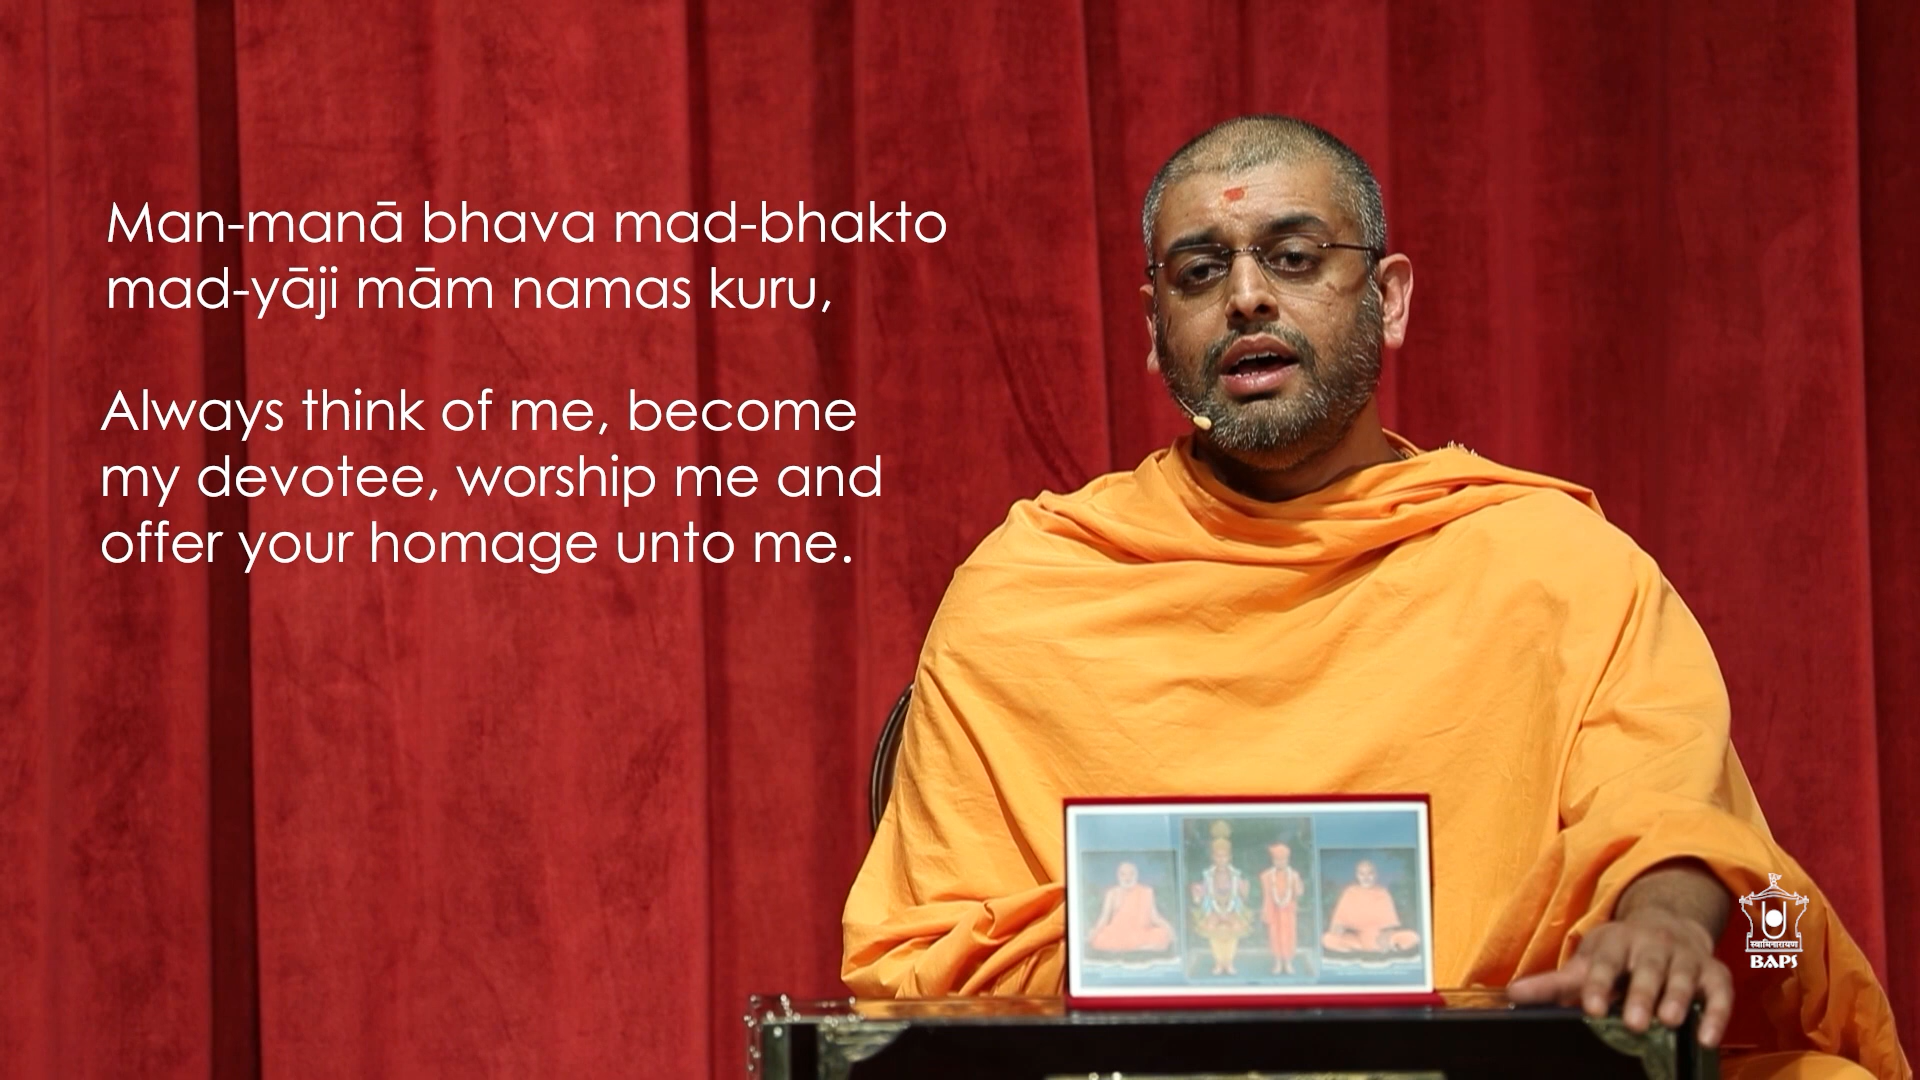 Man-manā bhava mad-bhakto
mad-yāji mām namas kuru,
Always think of me, become
my devotee, worship me and
offer your homage unto me.
स्वामिनारायण
BAPS